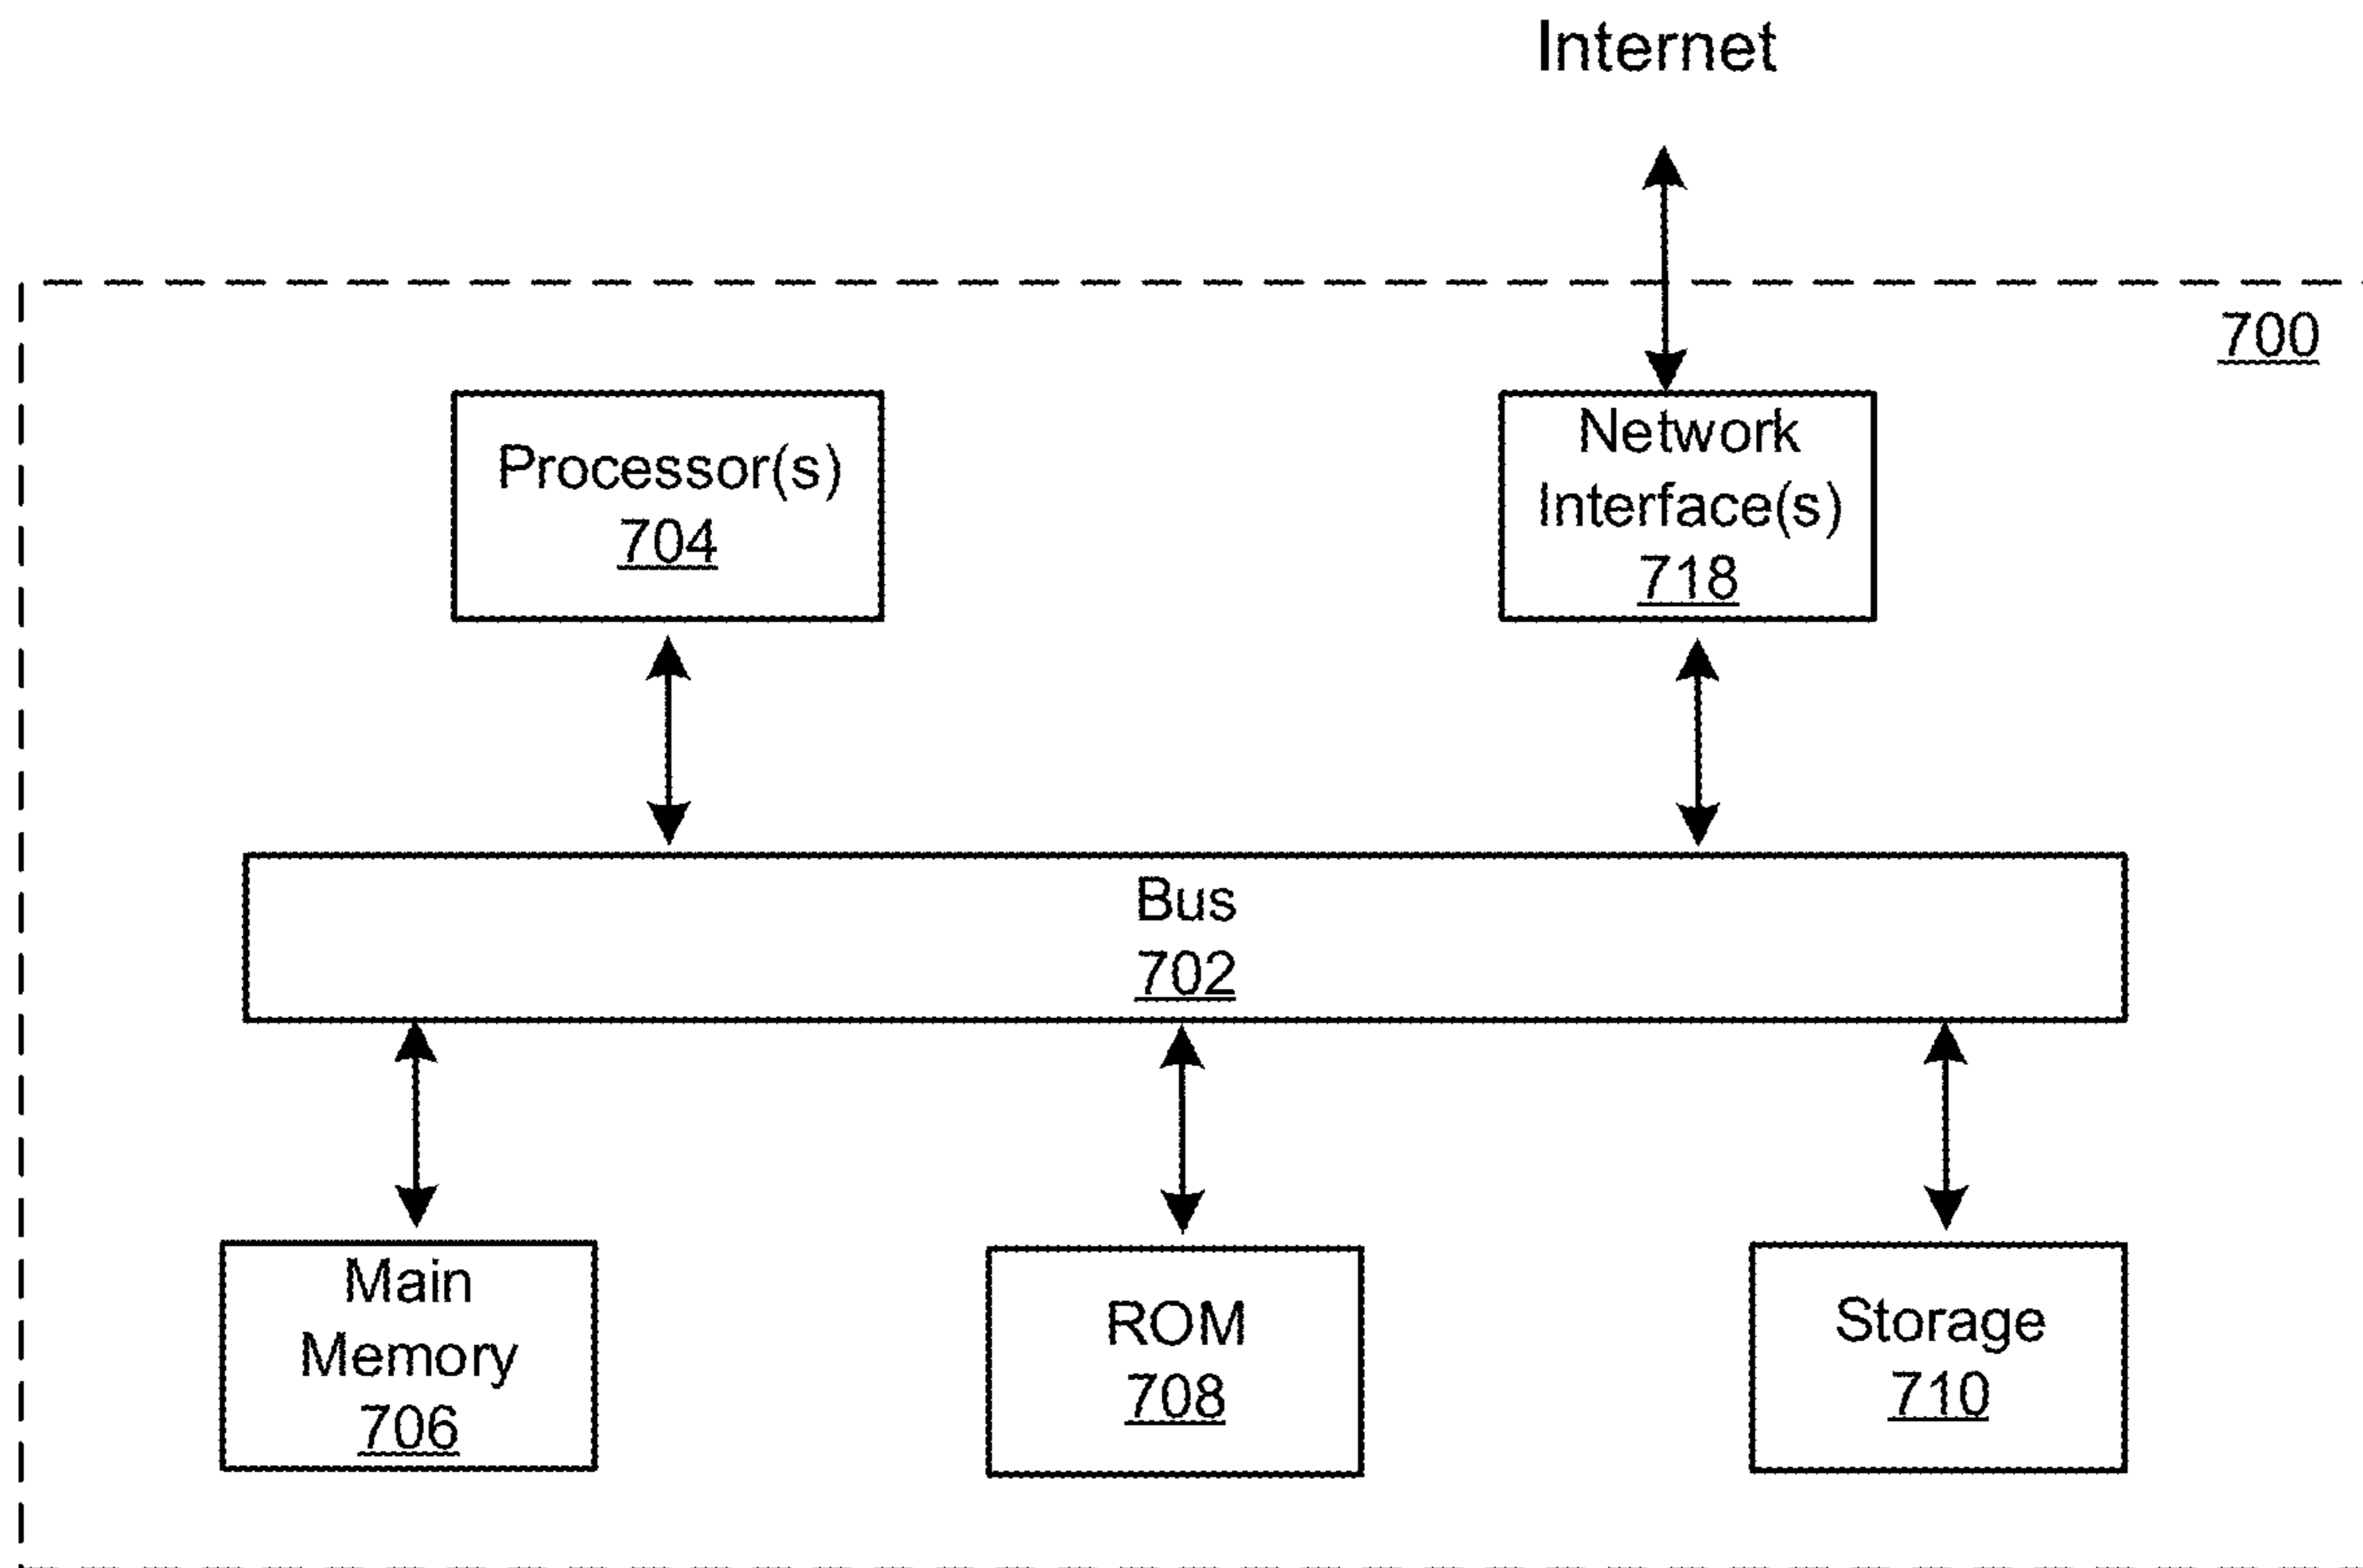 Internet
700
Processor(s)
704
Network
Interface(s)
718
Bus
702
Main
Memory
706
ROM
708
Storage
710